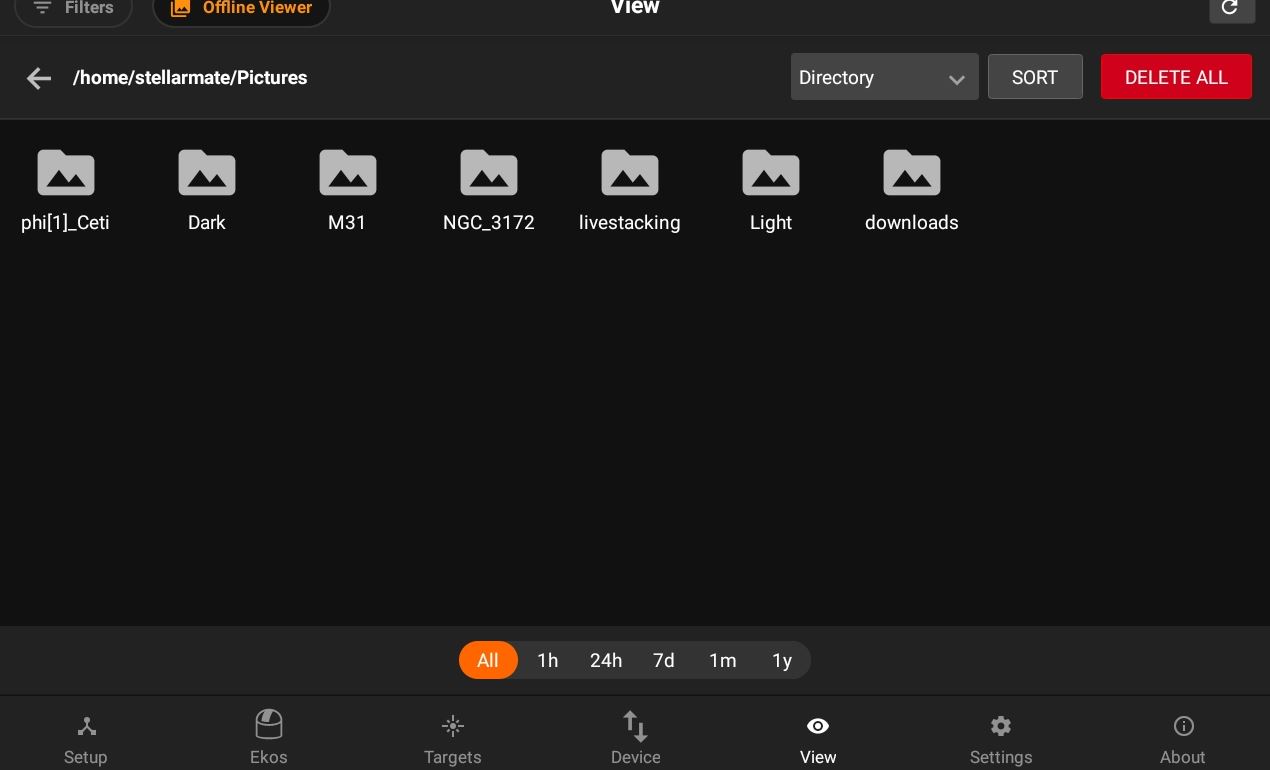 Filters Offline Viewer View
/home/stellarmate/Pictures Directory SORT DELETE ALL
phi[1]_Ceti Dark M31 NGC_3172 livestacking Light downloads
All 1h 24h 7d 1m 1y
Setup Ekos Targets Device View Settings About